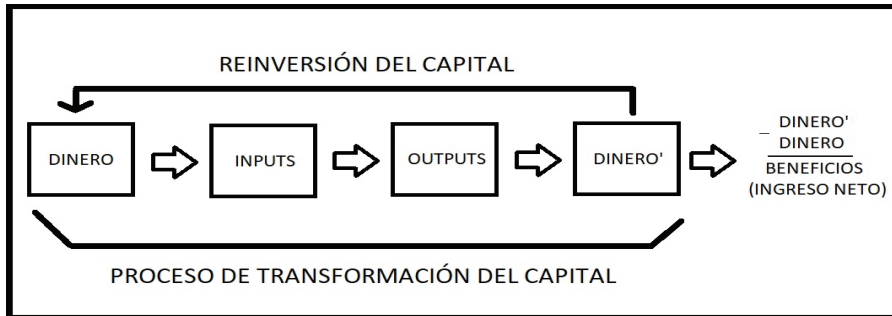 REINVERSIÓN DEL CAPITAL
DINERO
INPUTS
OUTPUTS
DINERO'
— DINERO'
DINERO
BENEFICIOS
(INGRESO NETO)
PROCESO DE TRANSFORMACIÓN DEL CAPITAL